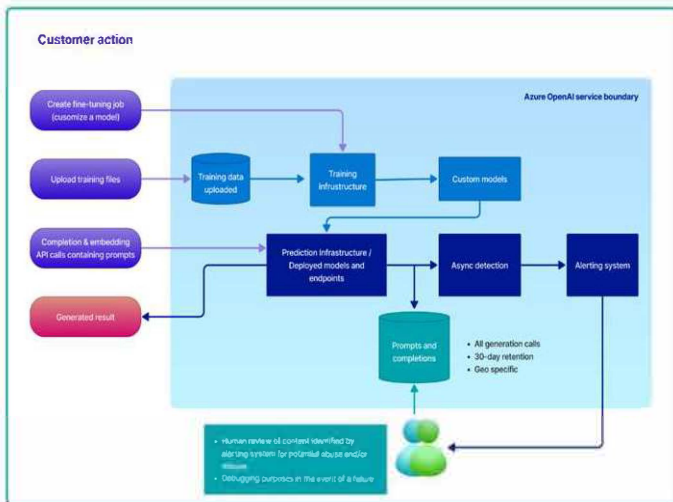 Customer action
Azure OpenAI service boundary
Create fine-tuning job
(cusomize a model)
Upload training files
Training data
uploaded
Training
Infrastructure
Custom models
Completion & embedding
API calls containing prompts
Prediction Infrastructure /
Deployed models and
endpoints
Async detection
Alerting system
Generated result
Prompts and
completions
• All generation calls
• 30-day retention
• Geo specific
• Human review of content identified by
alerting system for potential abuse and/or
• Debugging purposes in the event of a failure